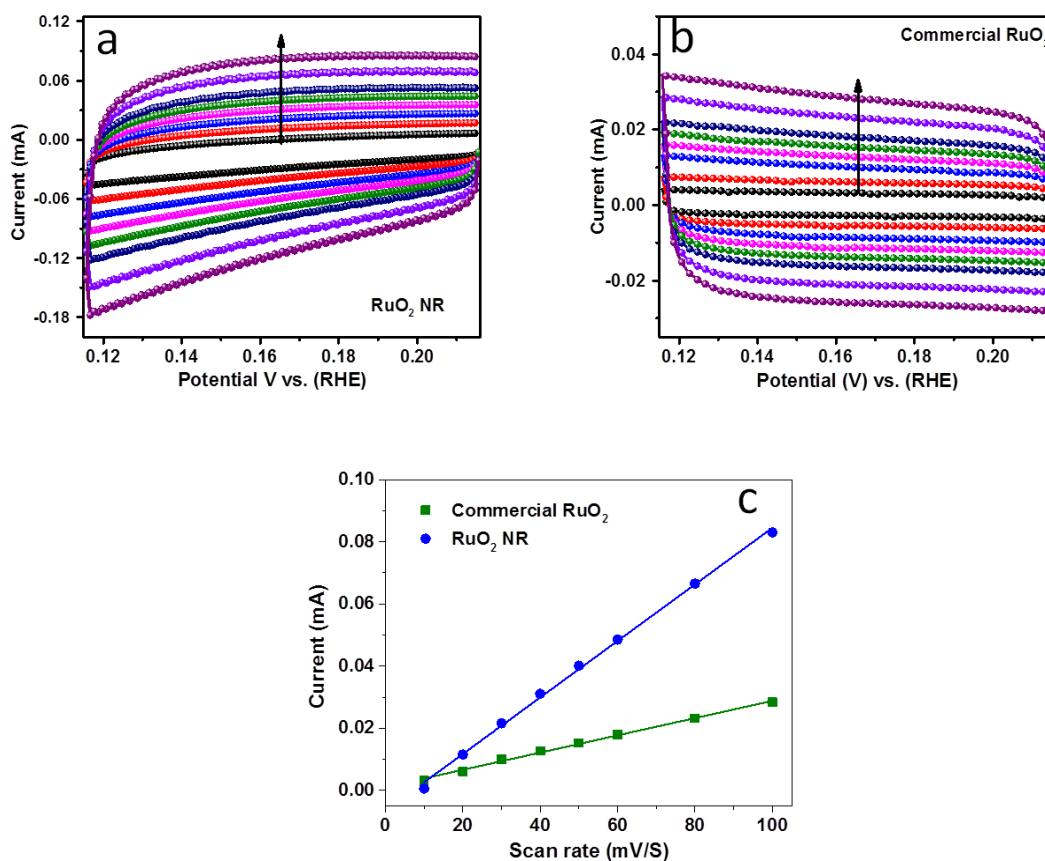 a
0.12
0.06
0.00
-0.06
-0.12
-0.18
Current (mA)
RuO₂ NR
0.12 0.14 0.16 0.18 0.20
Potential V vs. (RHE)
b
Commercial RuO₂
0.04
0.02
0.00
-0.02
Current (mA)
0.12 0.14 0.16 0.18 0.20
Potential (V) vs. (RHE)
c
Commercial RuO₂
RuO₂ NR
0.10
0.08
0.06
0.04
0.02
0.00
Current (mA)
0 20 40 60 80 100
Scan rate (mV/S)